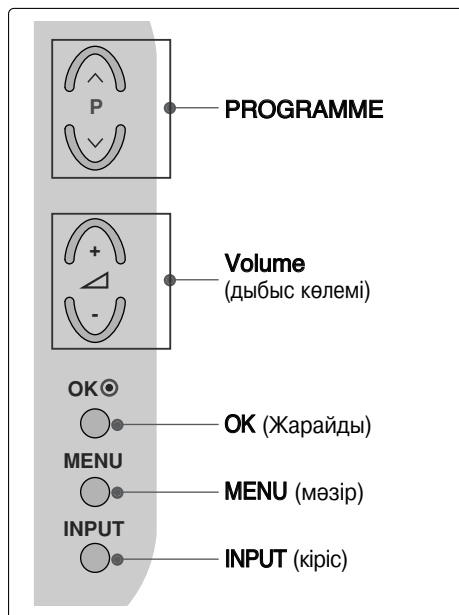 P
PROGRAMME
+
-
Volume
(дыбыс көлемі)
OK
OK (Жарайды)
MENU
MENU (мәзір)
INPUT
INPUT (кіріс)